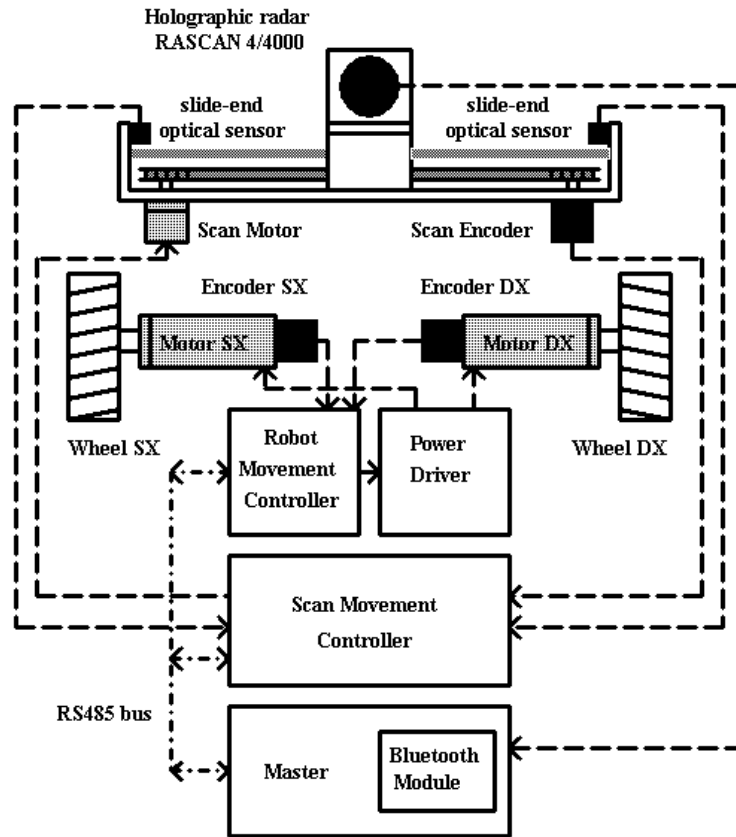 Holographic radar
RASCAN 4/4000
slide-end
optical sensor
slide-end
optical sensor
Scan Motor
Scan Encoder
Encoder SX
Encoder DX
Motor SX
Motor DX
Wheel SX
Robot
Movement
Controller
Power
Driver
Wheel DX
Scan Movement
Controller
RS485 bus
Master
Bluetooth
Module